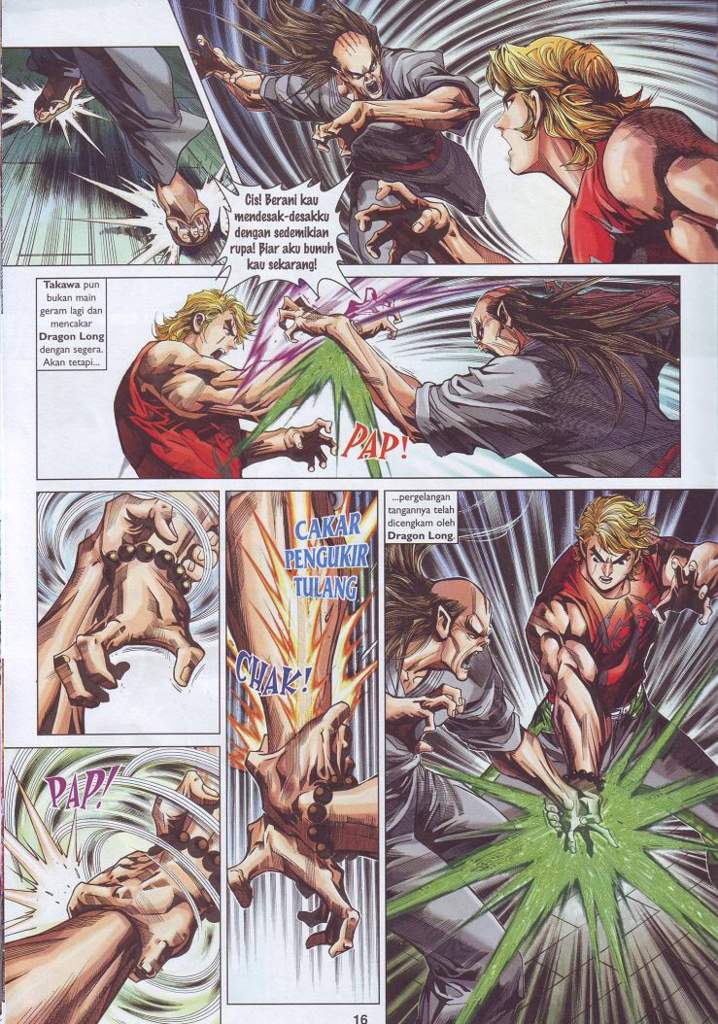 Cis! Berani kau
mendesak-desakku
dengan sedemikian
rupa! Biar aku bunuh
kau sekarang!
Takawa pun
bukan main
geram lagi dan
mencakar
Dragon Long
dengan segera.
Akan tetapi...
PAP!
CAKAR
PENGUKIR
TULANG
CHAK!
PAP!
...pergelangan
tangannya telah
dicengkam oleh
Dragon Long.
16